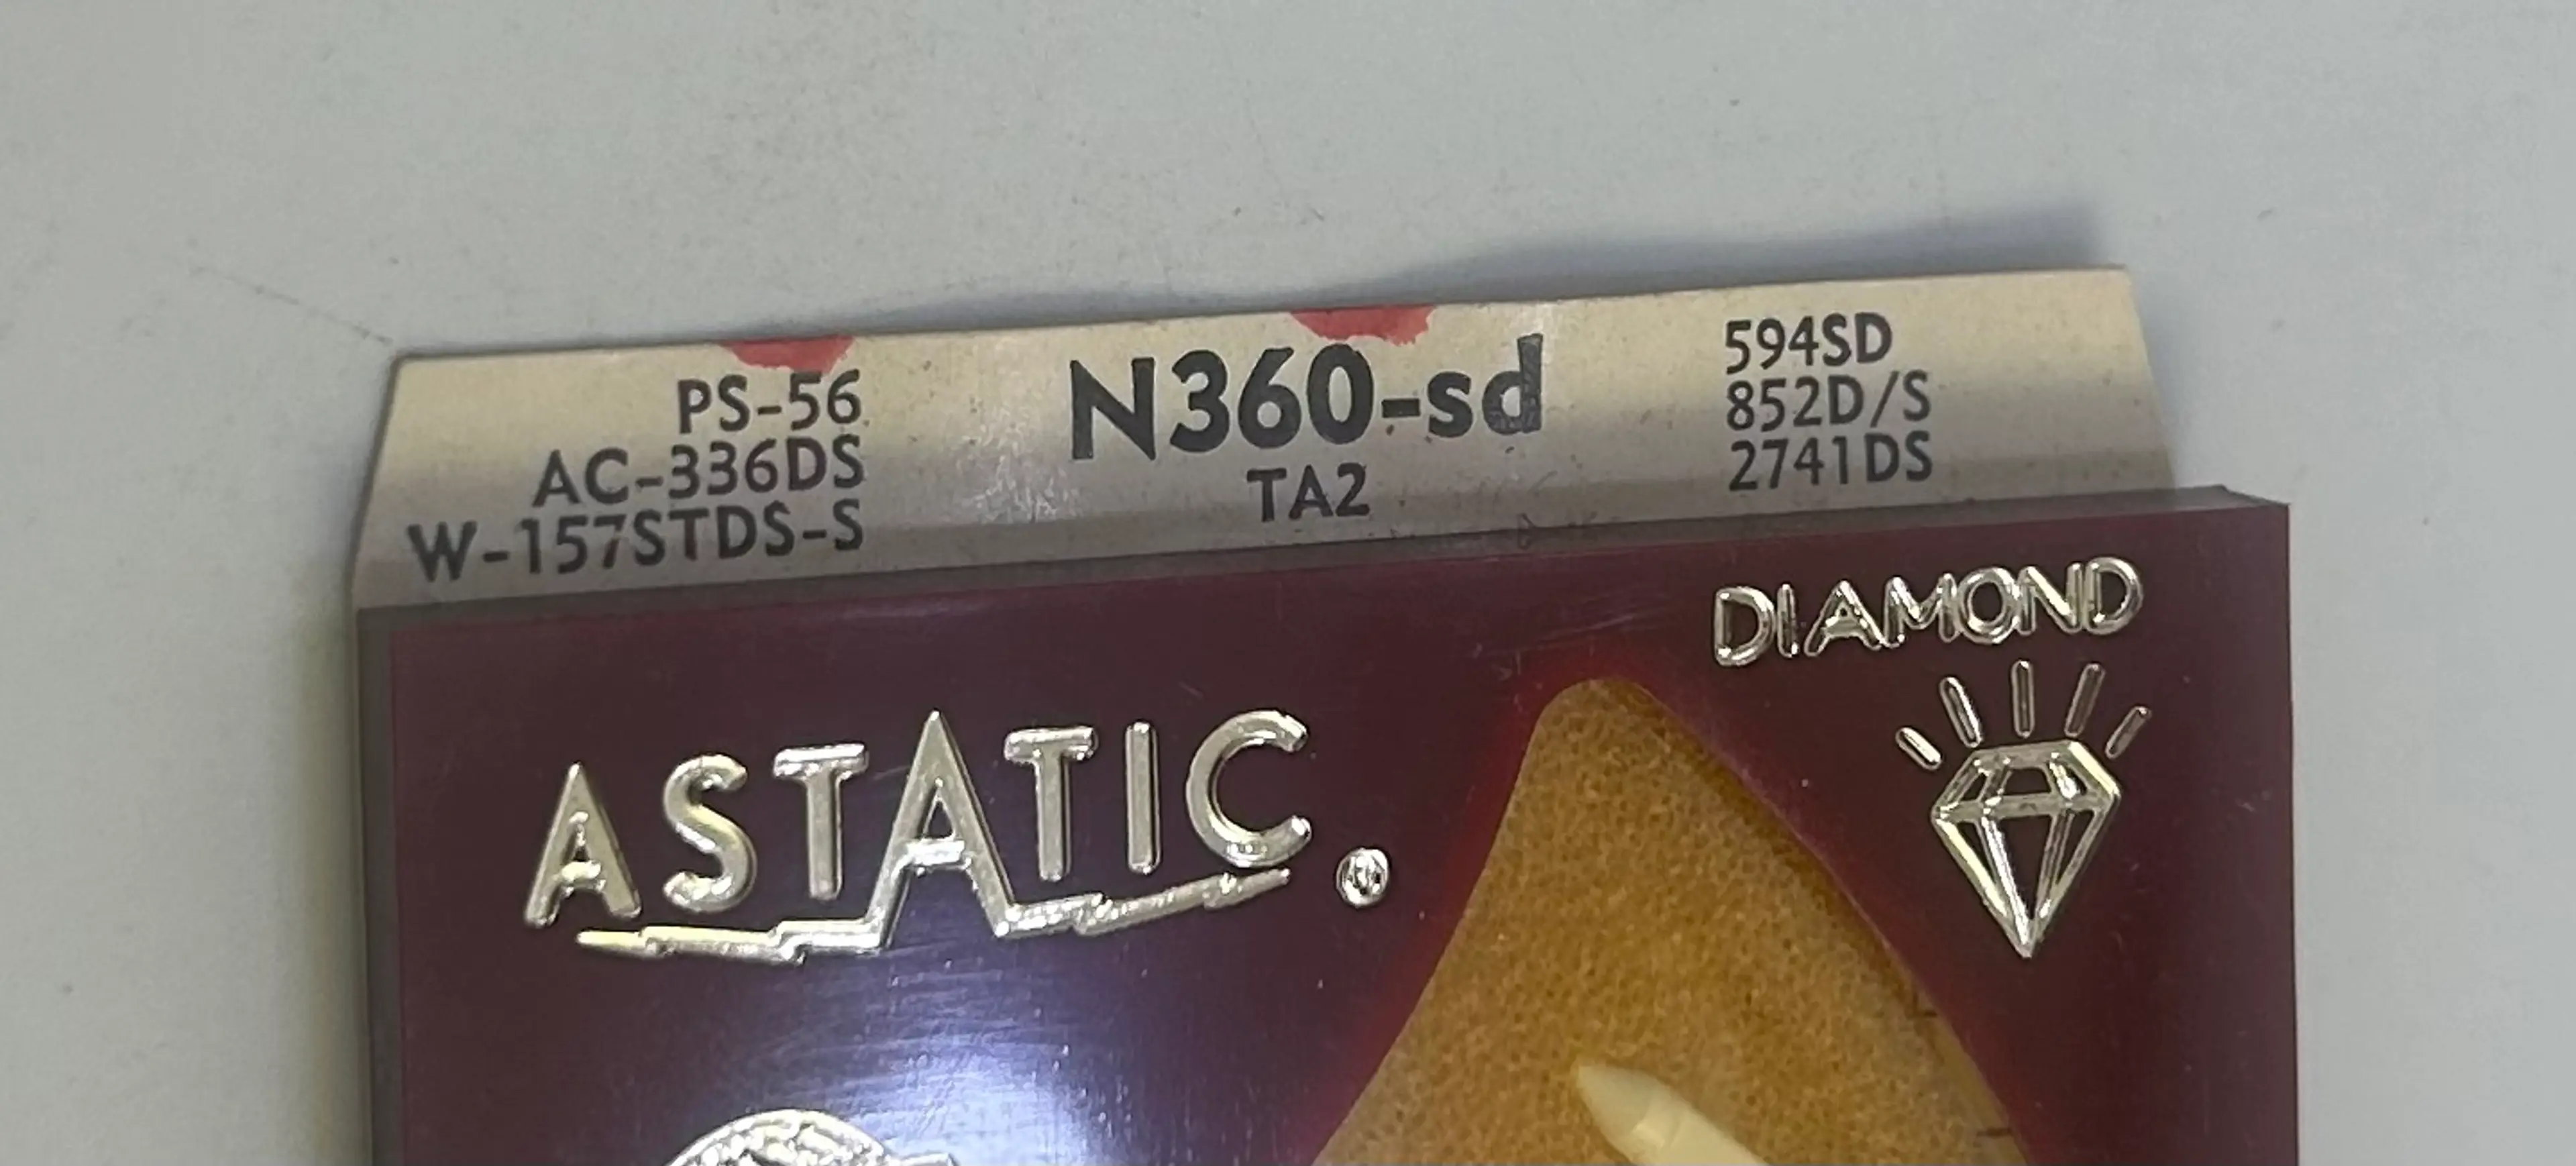 PS-56
AC-336DS
W-157STDS-S
N360-sd
TA2
594SD
852D/S
2741DS
DIAMOND
ASTATIC®